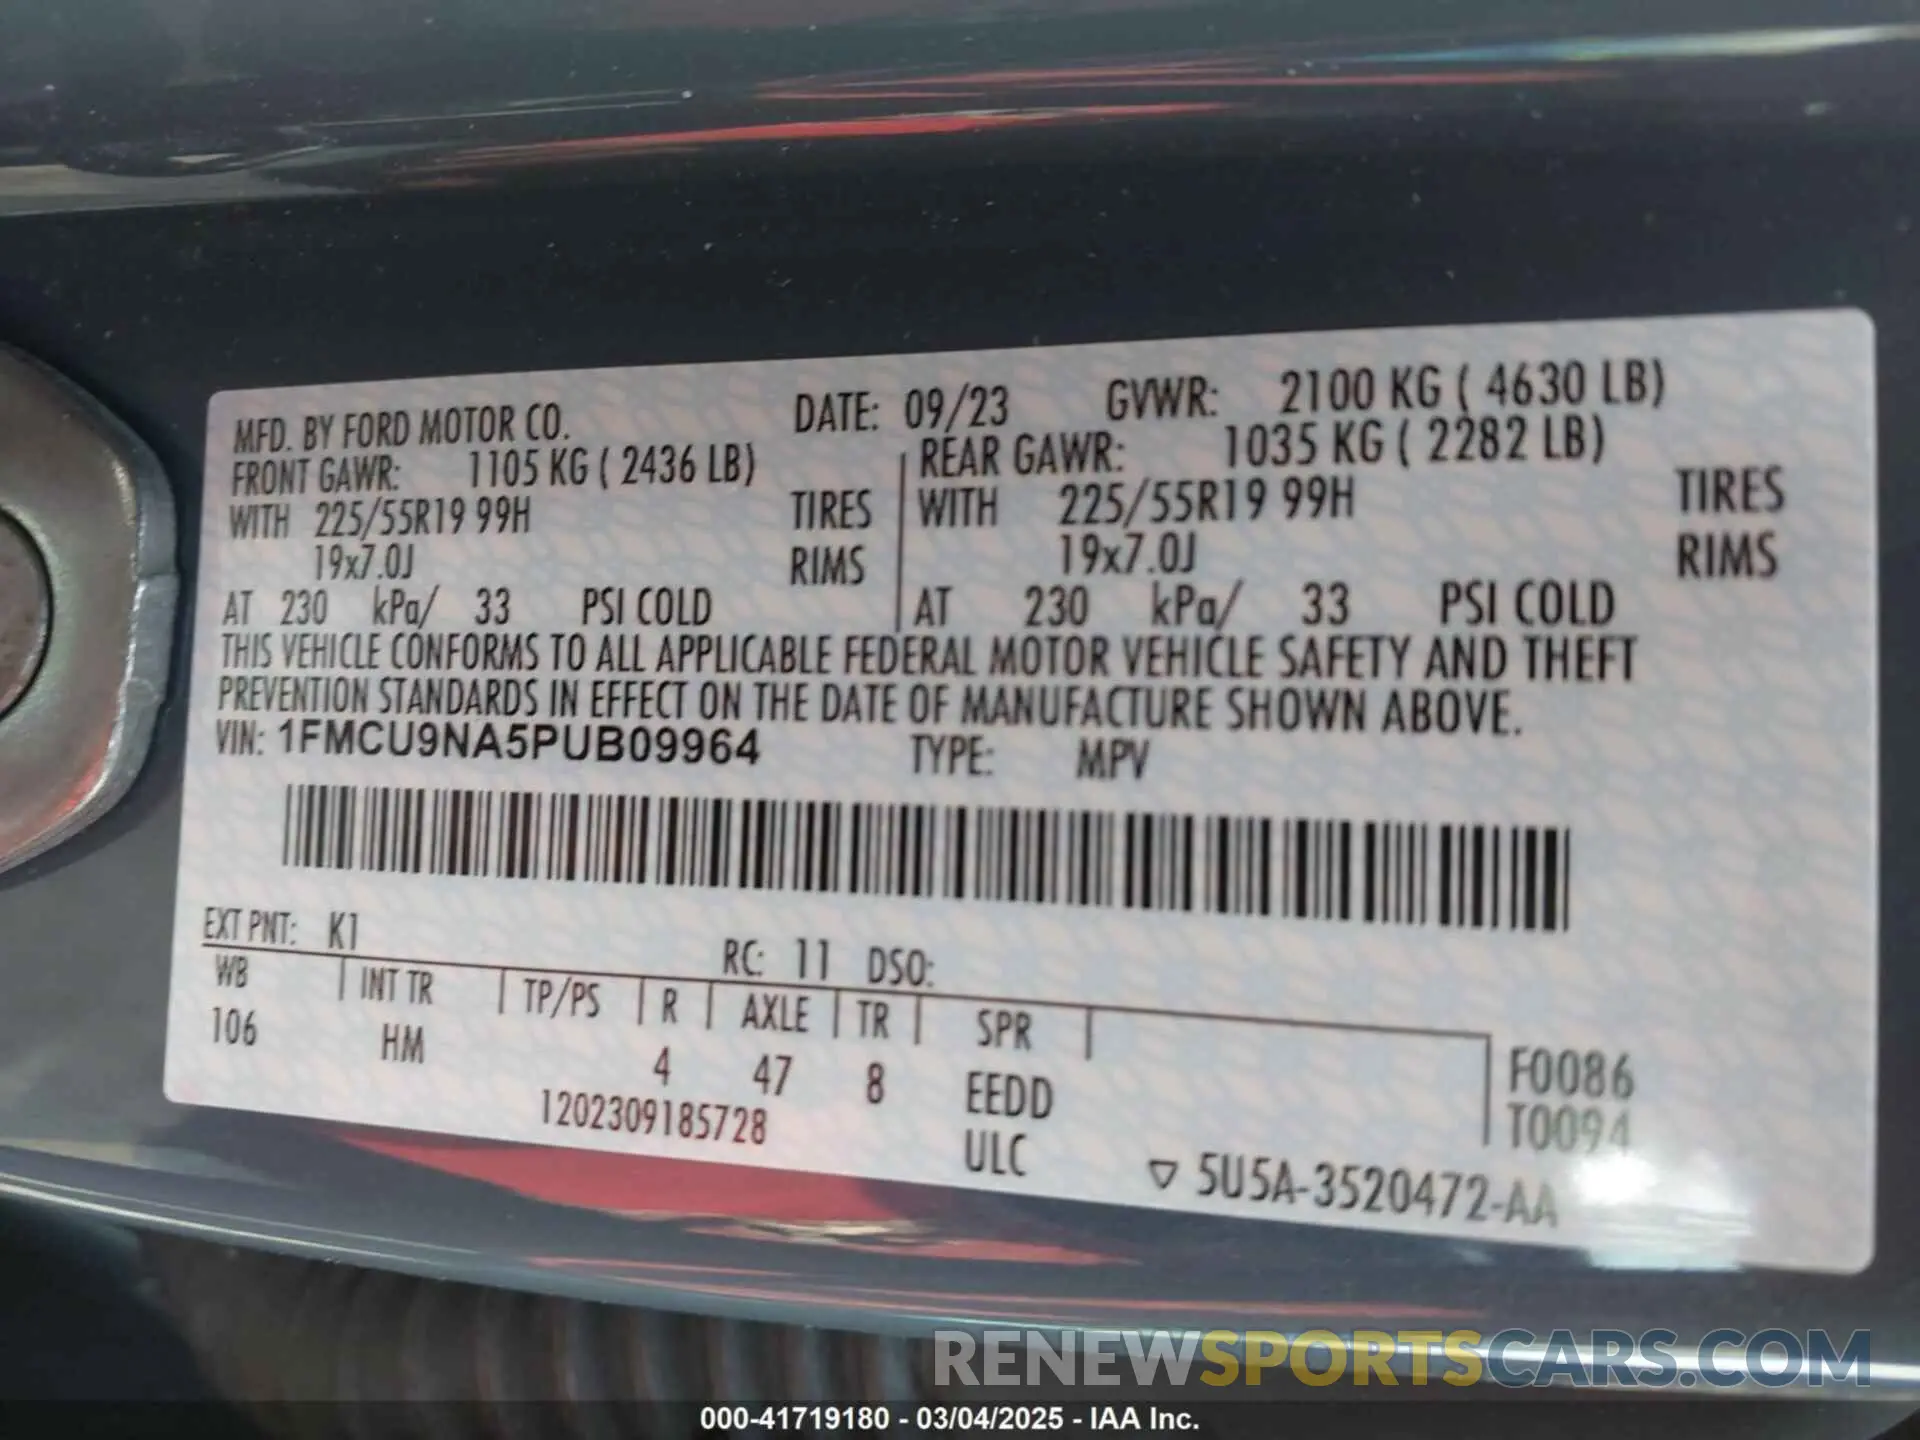 MFD. BY FORD MOTOR CO. DATE: 09/23 GVWR: 2100 KG ( 4630 LB)
FRONT GAWR: 1105 KG ( 2436 LB) REAR GAWR: 1035 KG ( 2282 LB)
WITH 225/55R19 99H TIRES WITH 225/55R19 99H TIRES
19x7.0J RIMS 19x7.0J RIMS
AT 230 kPa/ 33 PSI COLD AT 230 kPa/ 33 PSI COLD
THIS VEHICLE CONFORMS TO ALL APPLICABLE FEDERAL MOTOR VEHICLE SAFETY AND THEFT
PREVENTION STANDARDS IN EFFECT ON THE DATE OF MANUFACTURE SHOWN ABOVE.
VIN: 1FMCU9NA5PUB09964 TYPE: MPV
EXT PNT: K1 RC: 11 DSO:
WB INT TR TP/PS R AXLE TR SPR
106 HM 4 47 8 EEDD F0086
1202309185728 ULC T0094
▽ 5U5A-3520472-AA
RENEWSPORTSCARS.COM
000-41719180 - 03/04/2025 - IAA Inc.